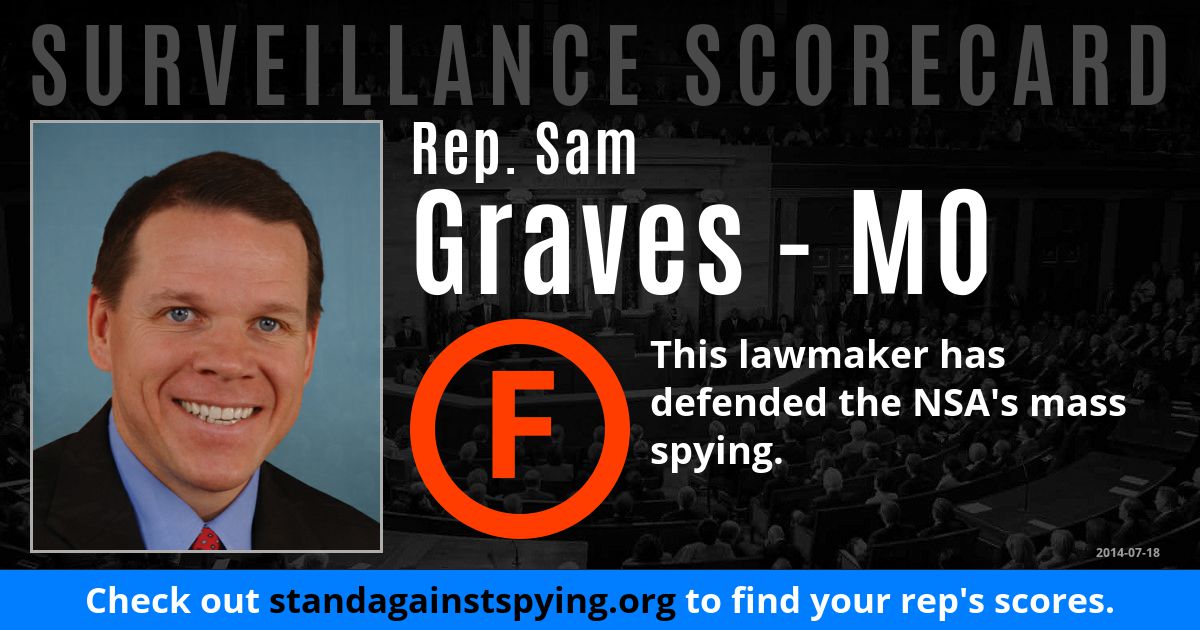 SURVEILLANCE SCORECARD
Rep. Sam
Graves - MO
F
This lawmaker has
defended the NSA's mass
spying.
2014-07-18
Check out standagainstspying.org to find your rep's scores.